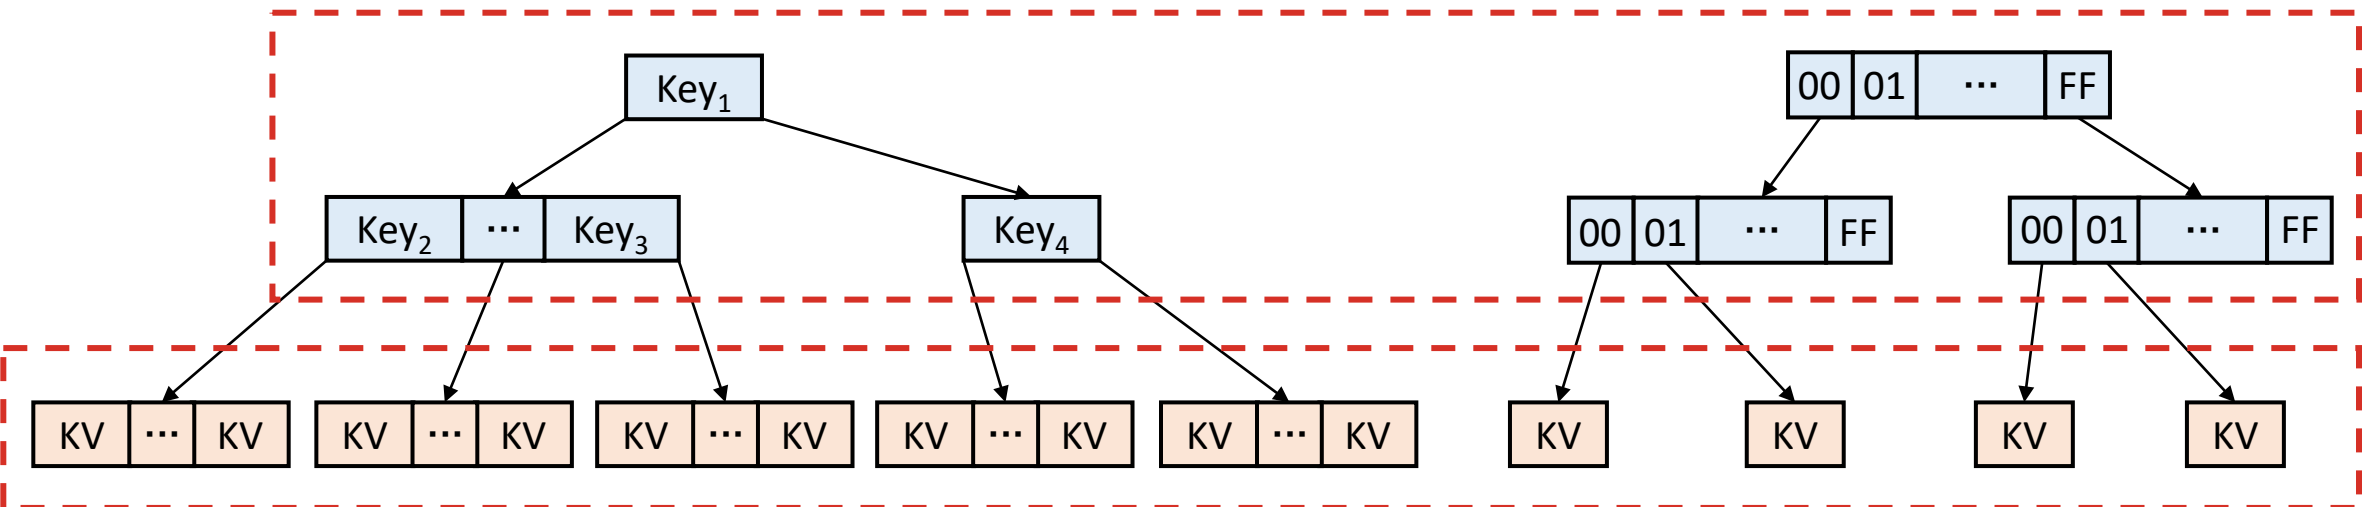 Key₁ 00 01 ... FF
Key₂ ... Key₃ Key₄ 00 01 ... FF 00 01 ... FF
KV ... KV KV ... KV KV ... KV KV ... KV KV ... KV KV KV KV KV